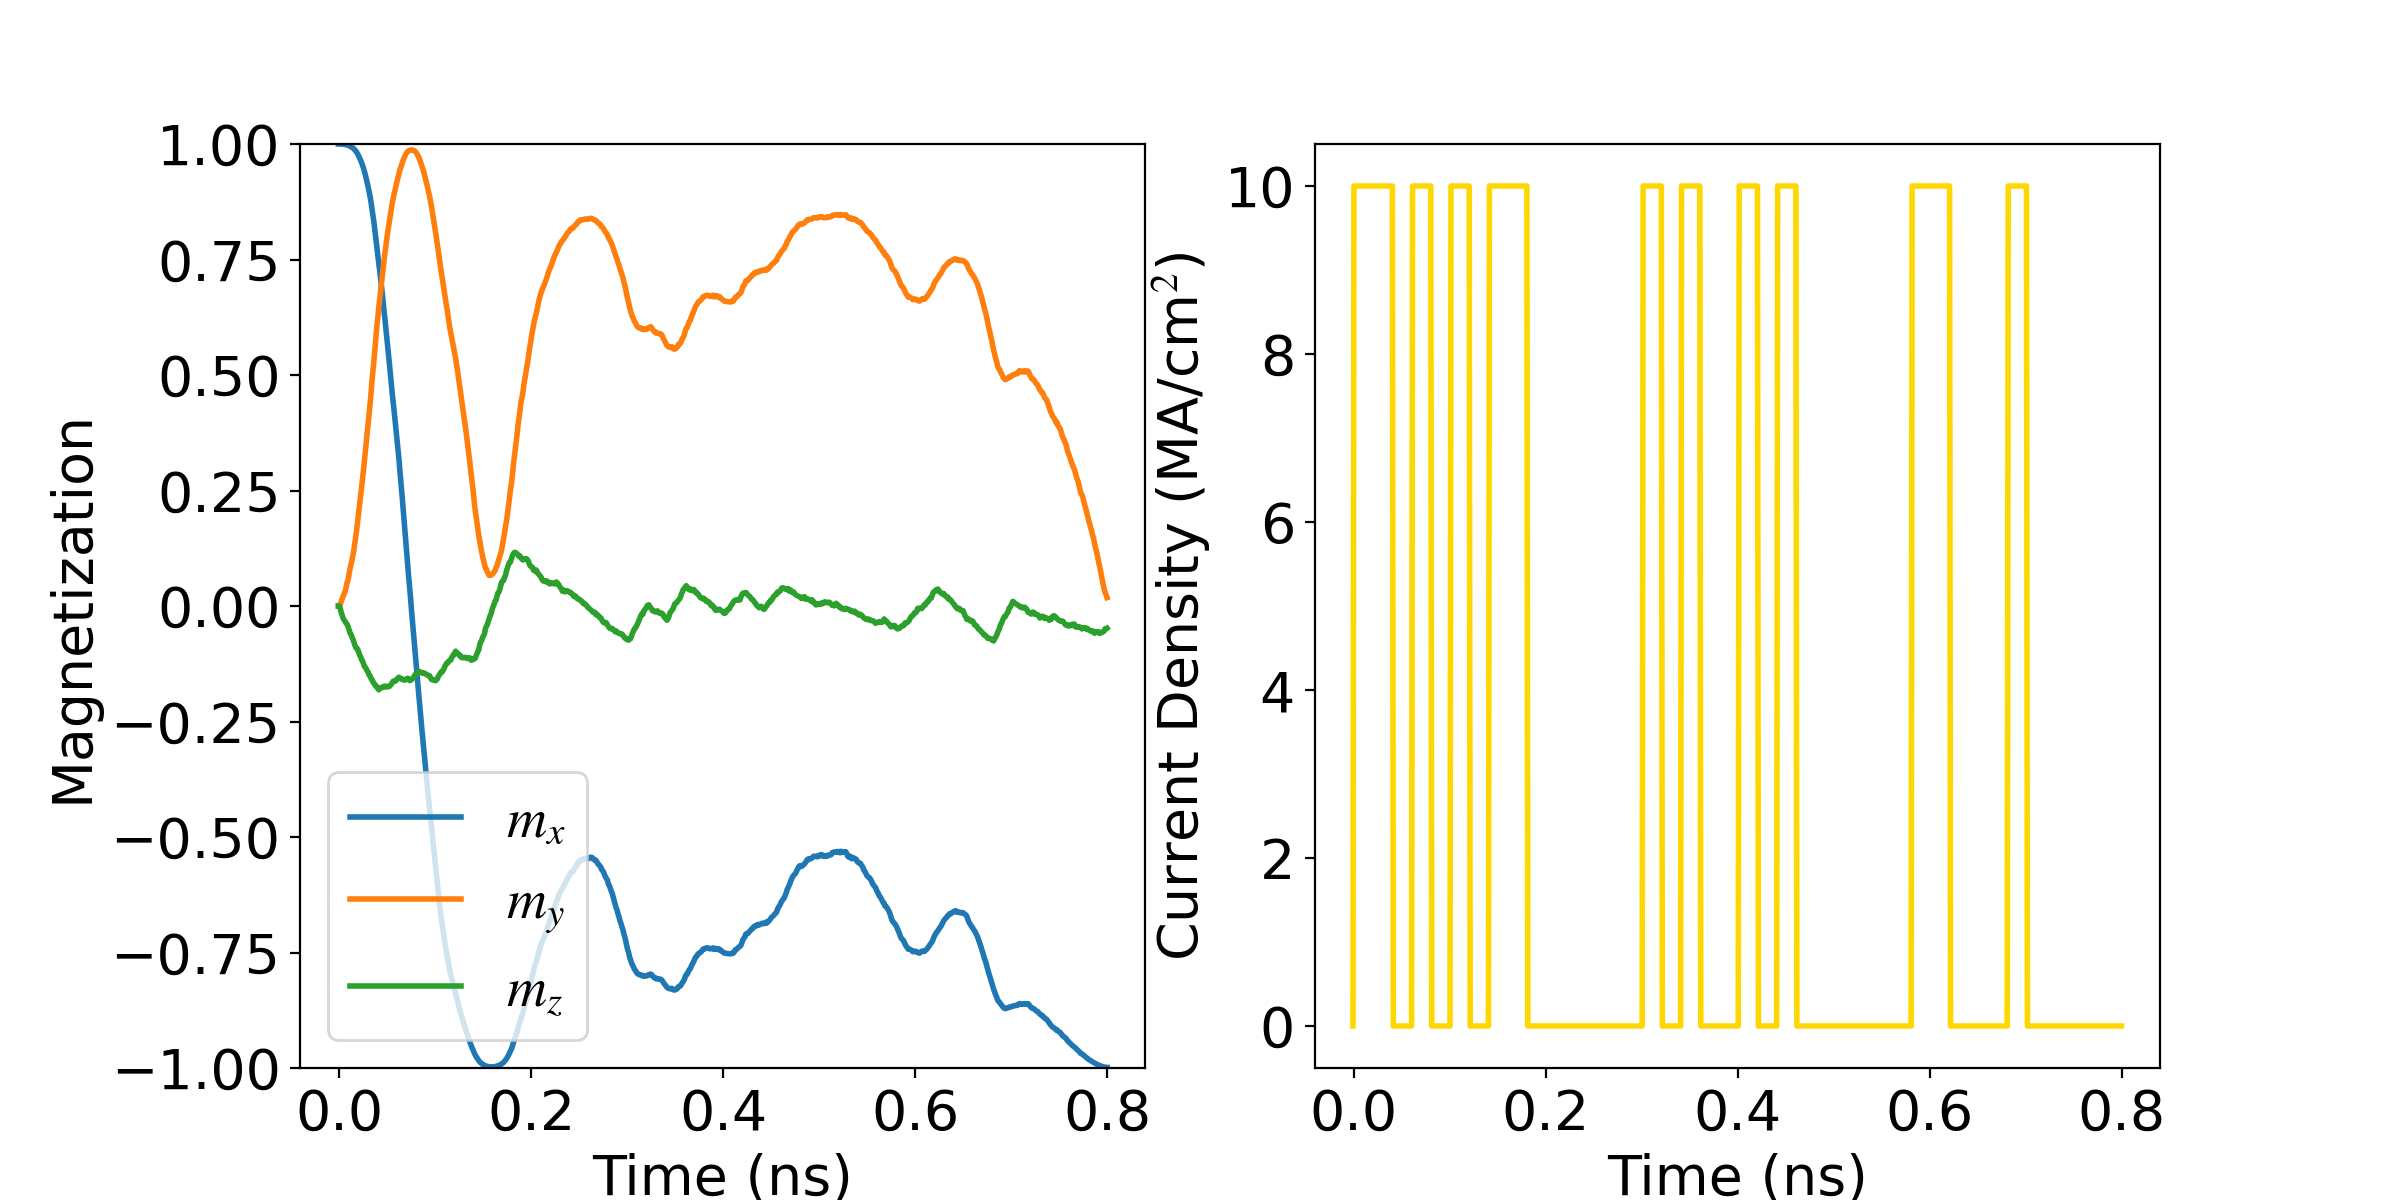 1.00
0.75
0.50
0.25
0.00
−0.25
−0.50
−0.75
−1.00
Magnetization
m_x
m_y
m_z
0.0 0.2 0.4 0.6 0.8
Time (ns)
10
8
6
4
2
0
Current Density (MA/cm²)
0.0 0.2 0.4 0.6 0.8
Time (ns)